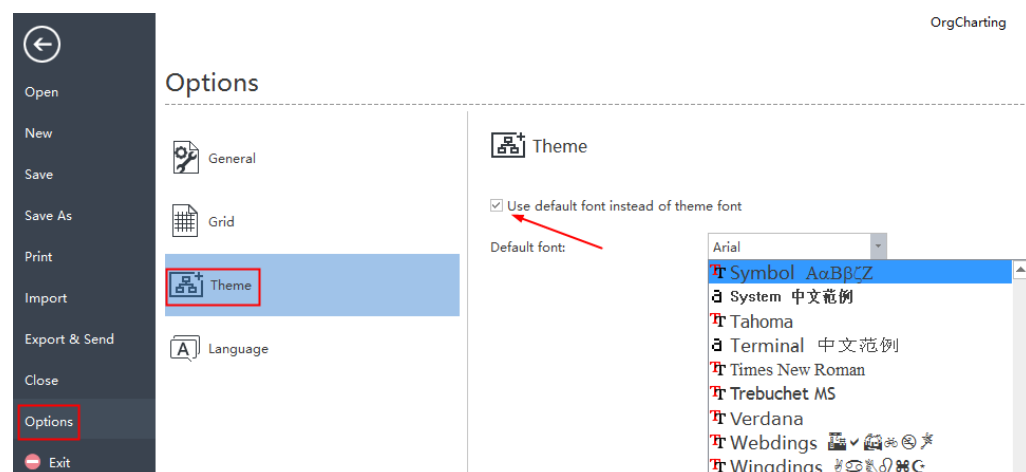 OrgCharting
Options
Open
New
Save
Save As
Print
Import
Export & Send
Close
Options
Exit
General
Grid
Theme
Language
Theme
Use default font instead of theme font
Default font:
Arial
Symbol ΑαΒβζΖ
System 中文范例
Tahoma
Terminal 中文范例
Times New Roman
Trebuchet MS
Verdana
Webdings
Wingdings